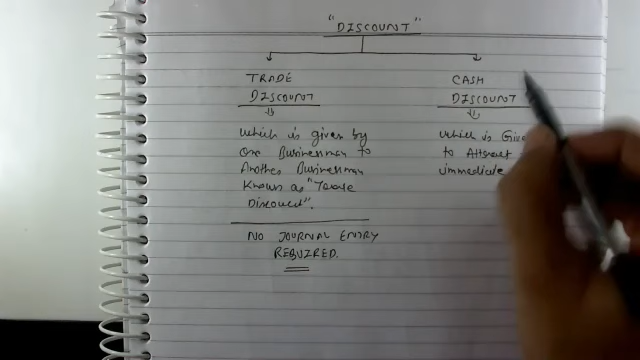 "DISCOUNT"
TRADE
DISCOUNT
which is given by
One Businessman to
Another Businessman
Known as "Trade
Discount".
NO JOURNAL ENTRY
REQUIRED.
CASH
DISCOUNT
which is Give
to Attract
immediate